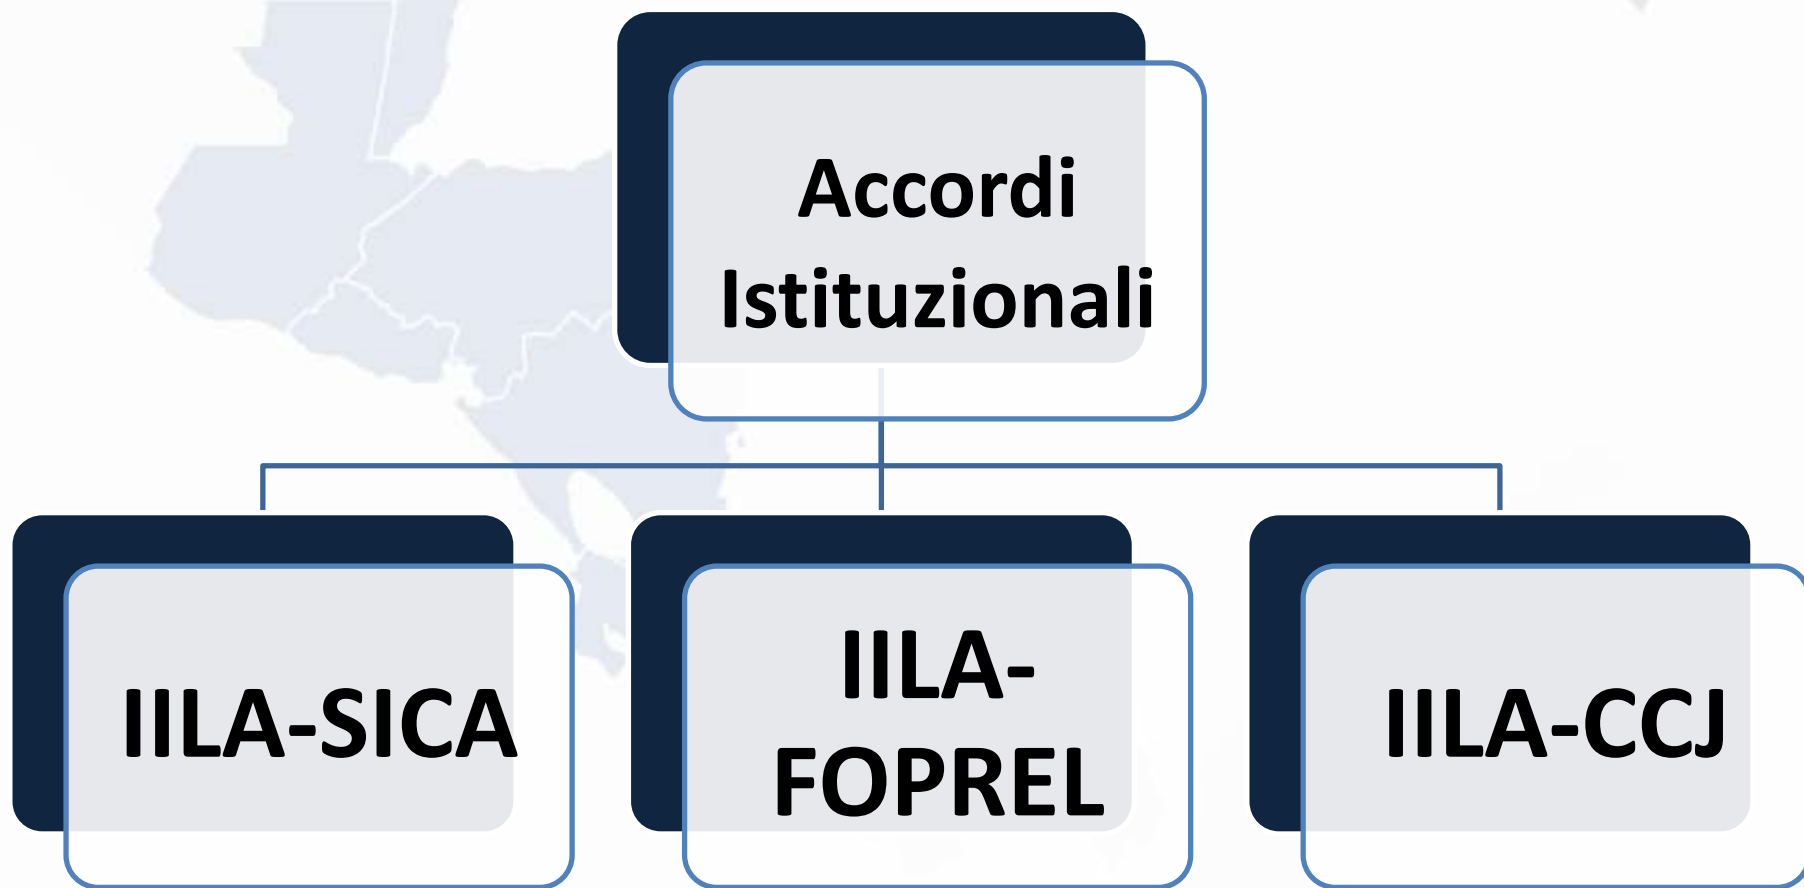 Accordi
Istituzionali
IILA-SICA
IILA-
FOPREL
IILA-CCJ